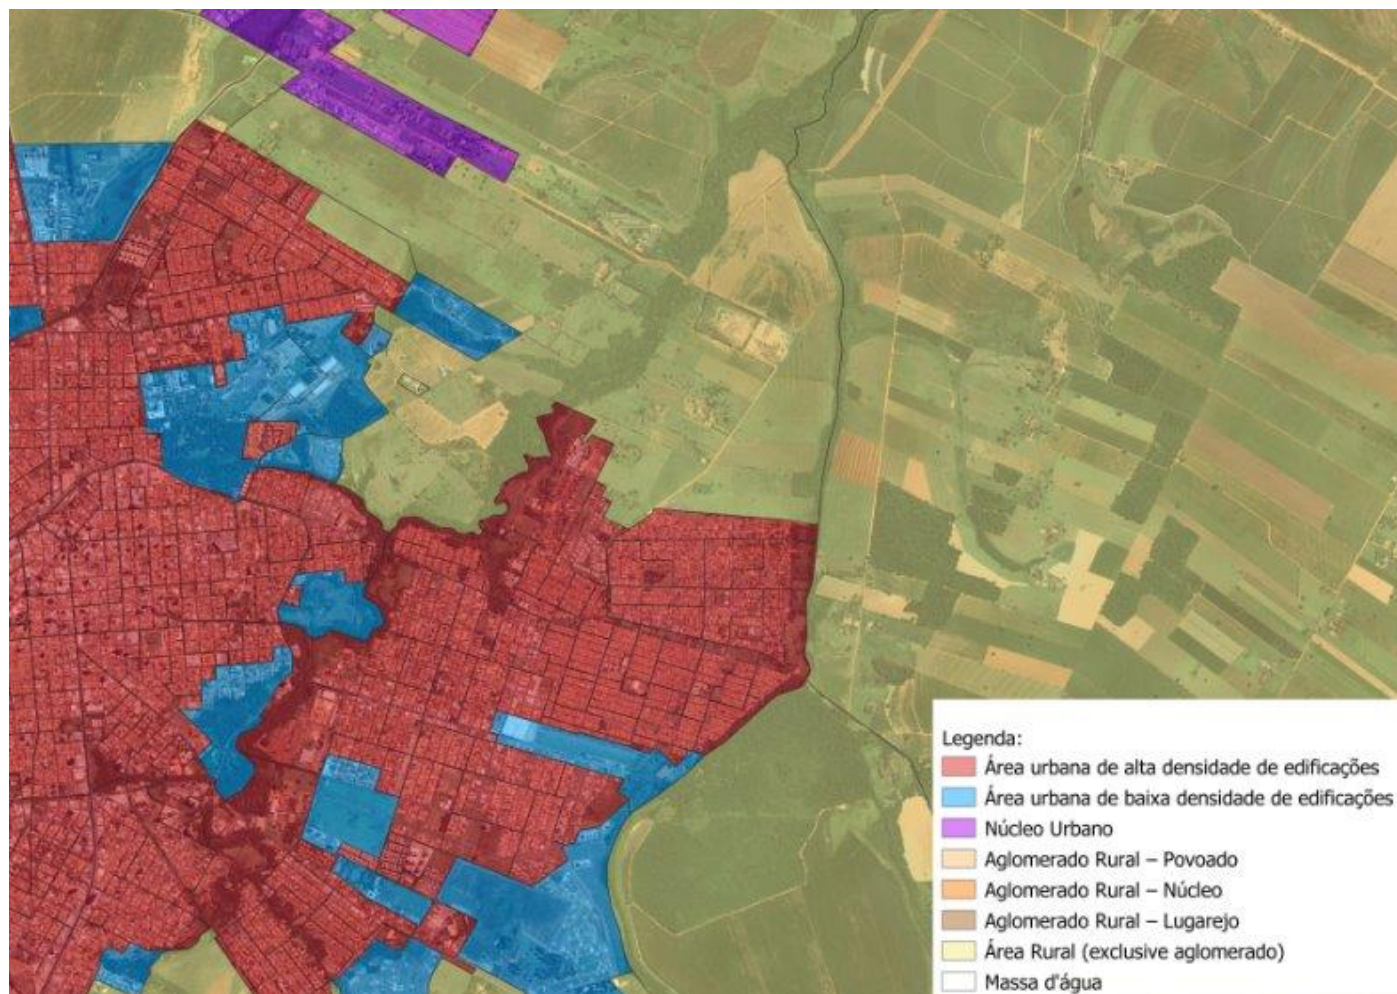 Legenda:
Área urbana de alta densidade de edificações
Área urbana de baixa densidade de edificações
Núcleo Urbano
Aglomerado Rural – Povoado
Aglomerado Rural – Núcleo
Aglomerado Rural – Lugarejo
Área Rural (exclusive aglomerado)
Massa d'água